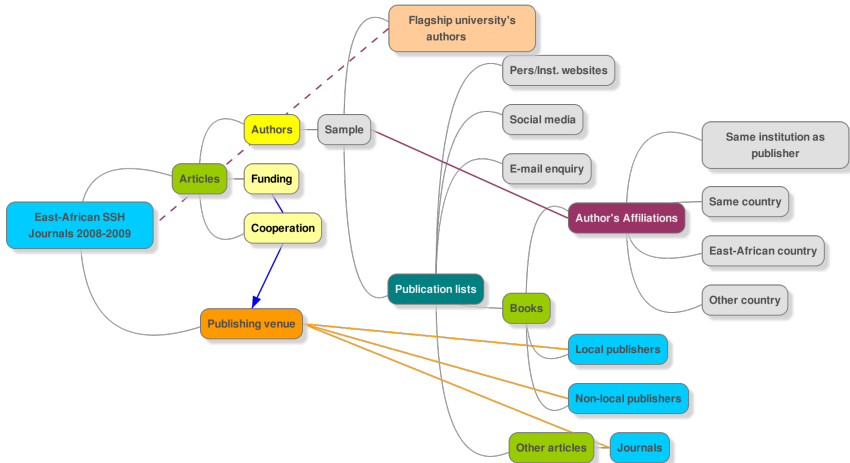 Flagship university's
authors
Pers/Inst. websites
Social media
Authors
Sample
Same institution as
publisher
E-mail enquiry
Articles
Funding
Same country
East-African SSH
Journals 2008-2009
Author's Affiliations
Cooperation
East-African country
Publication lists
Other country
Books
Publishing venue
Local publishers
Non-local publishers
Other articles
Journals